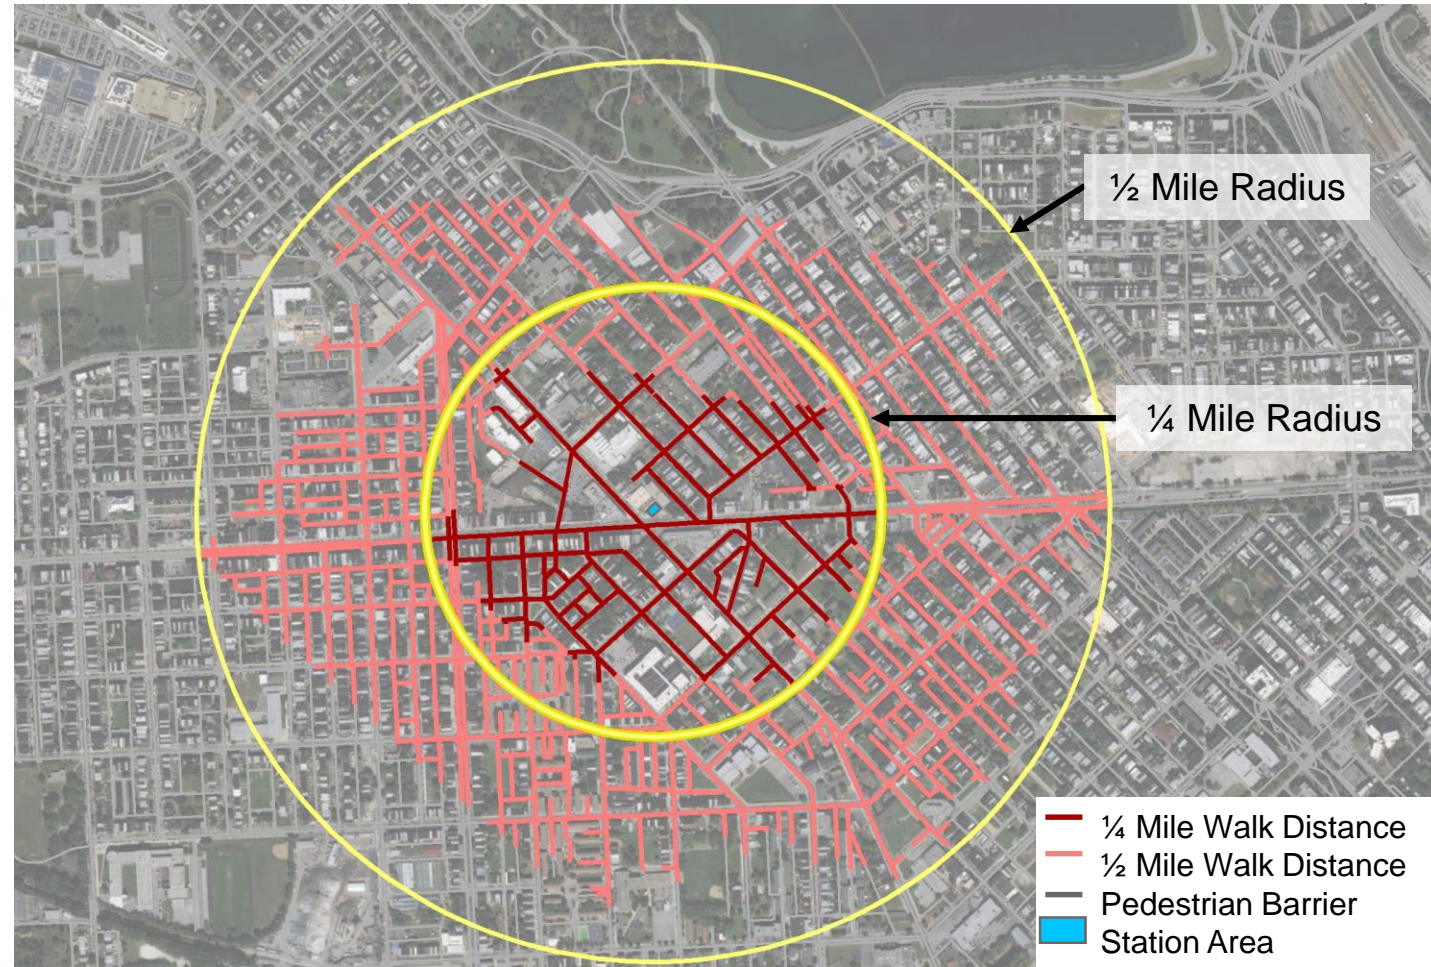 ½ Mile Radius
¼ Mile Radius
¼ Mile Walk Distance
½ Mile Walk Distance
Pedestrian Barrier
Station Area